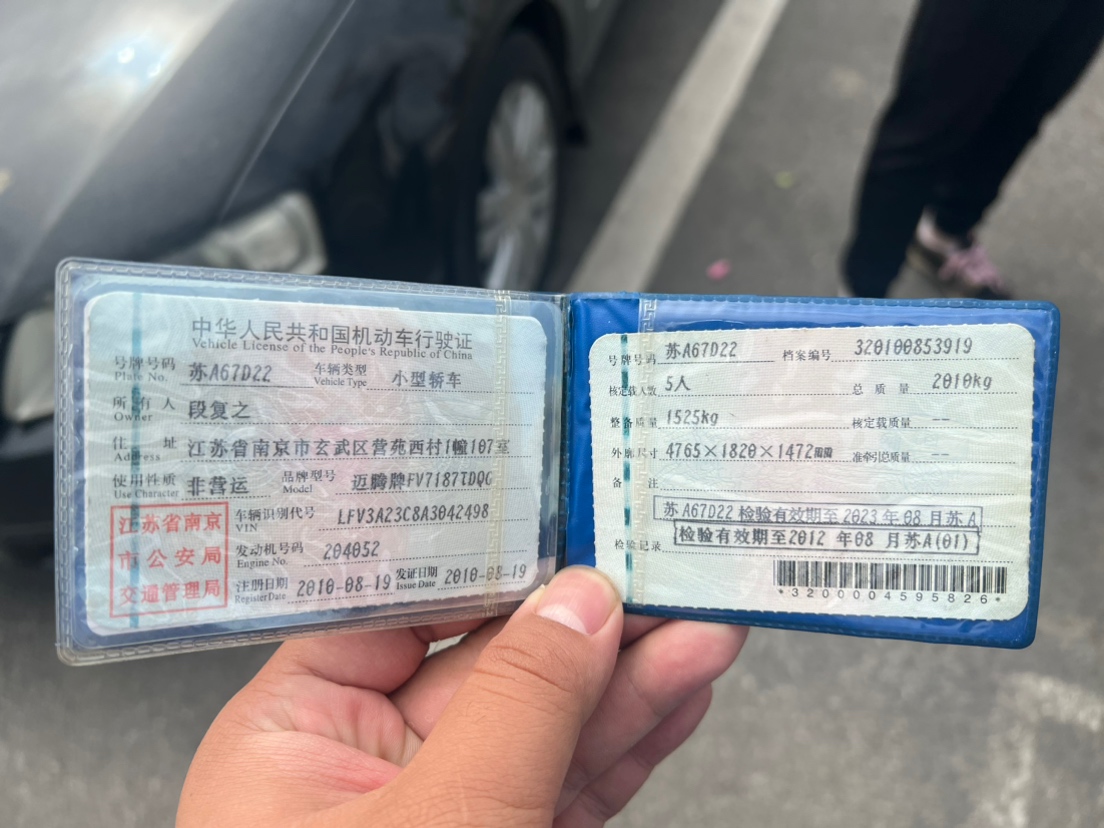 中华人民共和国机动车行驶证
Vehicle License of the People's Republic of China
号牌号码 苏A67D22 车辆类型 小型轿车
Plate No. Vehicle Type
所有人 段复之
Owner
住址 江苏省南京市玄武区营苑西村1幢107室
Address
使用性质 非营运 品牌型号 迈腾牌FV7187TDQG
Use Character Model
江苏省南京
市公安局
交通管理局
车辆识别代号 LFV3A23C8A3042498
VIN
发动机号码 204052
Engine No.
注册日期 2010-08-19 发证日期 2010-08-19
Register Date Issue Date
号牌号码 苏A67D22 档案编号 320100853919
核定载人数 5人 总质量 2010kg
整备质量 1525kg 核定载质量 --
外廓尺寸 4765×1820×1472 准牵引总质量 --
备注
苏A67D22 检验有效期至2023年08月苏A
检验记录 检验有效期至2012年08月苏A(01)
*3200004595826*